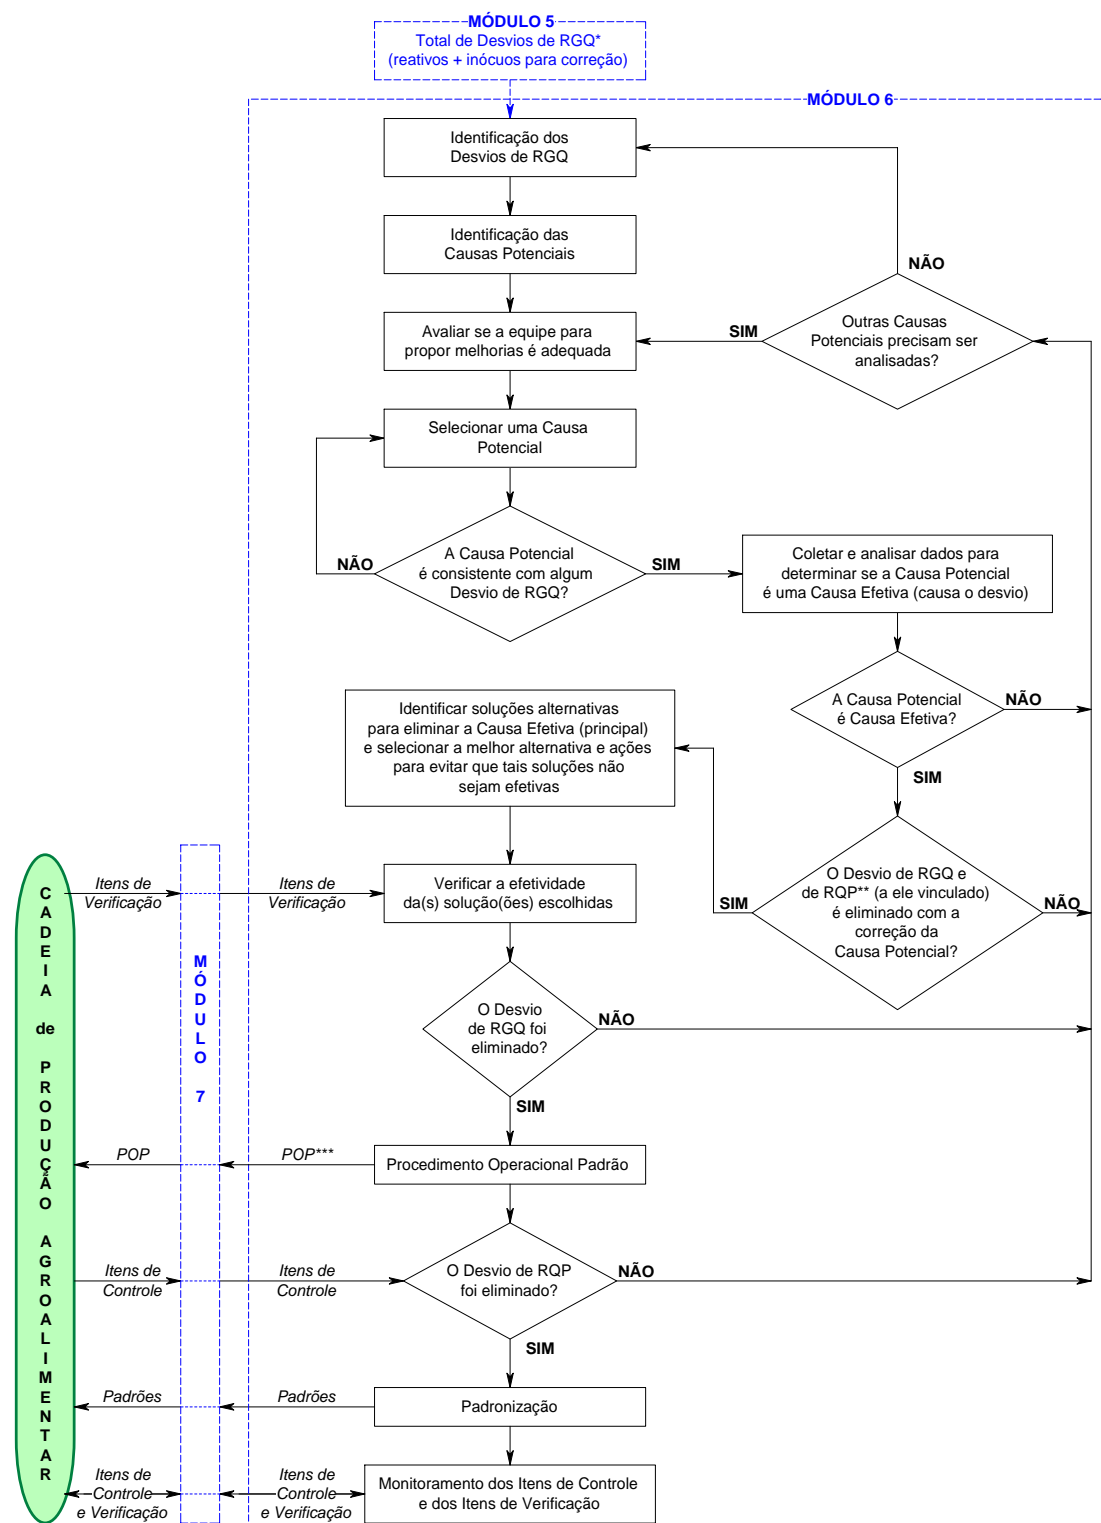 MÓDULO 5
Total de Desvios de RGQ*
(reativos + inócuos para correção)
MÓDULO 6
Identificação dos
Desvios de RGQ
Identificação das
Causas Potenciais
NÃO
Avaliar se a equipe para
propor melhorias é adequada
SIM
Outras Causas
Potenciais precisam ser
analisadas?
Selecionar uma Causa
Potencial
NÃO
A Causa Potencial
é consistente com algum
Desvio de RGQ?
SIM
Coletar e analisar dados para
determinar se a Causa Potencial
é uma Causa Efetiva (causa o desvio)
A Causa Potencial
é Causa Efetiva?
NÃO
SIM
Identificar soluções alternativas
para eliminar a Causa Efetiva (principal)
e selecionar a melhor alternativa e ações
para evitar que tais soluções não
sejam efetivas
O Desvio de RGQ e
de RQP** (a ele vinculado)
é eliminado com a
correção da
Causa Potencial?
SIM
NÃO
CADEIA de PRODUÇÃO AGROALIMENTAR
MÓDULO 7
Itens de
Verificação
Itens de
Verificação
Verificar a efetividade
da(s) solução(ões) escolhidas
O Desvio
de RGQ foi
eliminado?
NÃO
SIM
POP
POP***
Procedimento Operacional Padrão
Itens de
Controle
Itens de
Controle
O Desvio de RQP
foi eliminado?
NÃO
SIM
Padrões
Padrões
Padronização
Itens de
Controle
e Verificação
Itens de
Controle
e Verificação
Monitoramento dos Itens de Controle
e dos Itens de Verificação